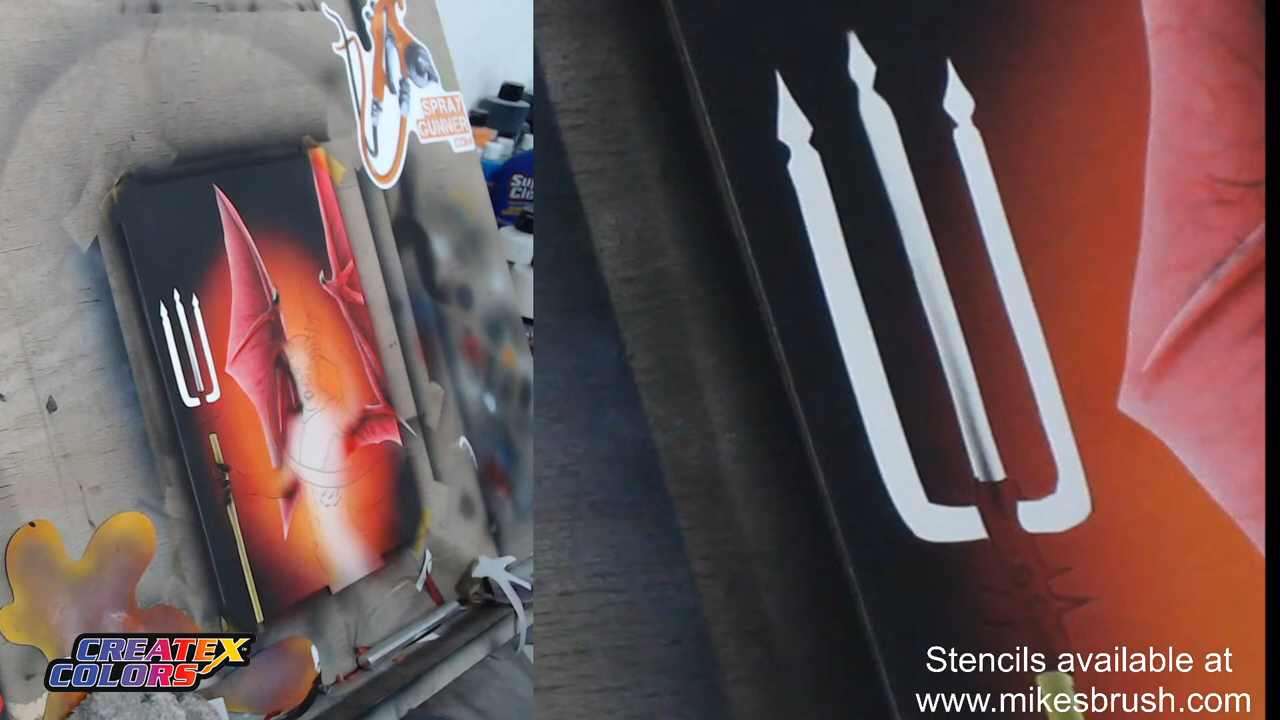 SPRAY
GUNNER
.COM
CREATEX
COLORS
Stencils available at
www.mikesbrush.com